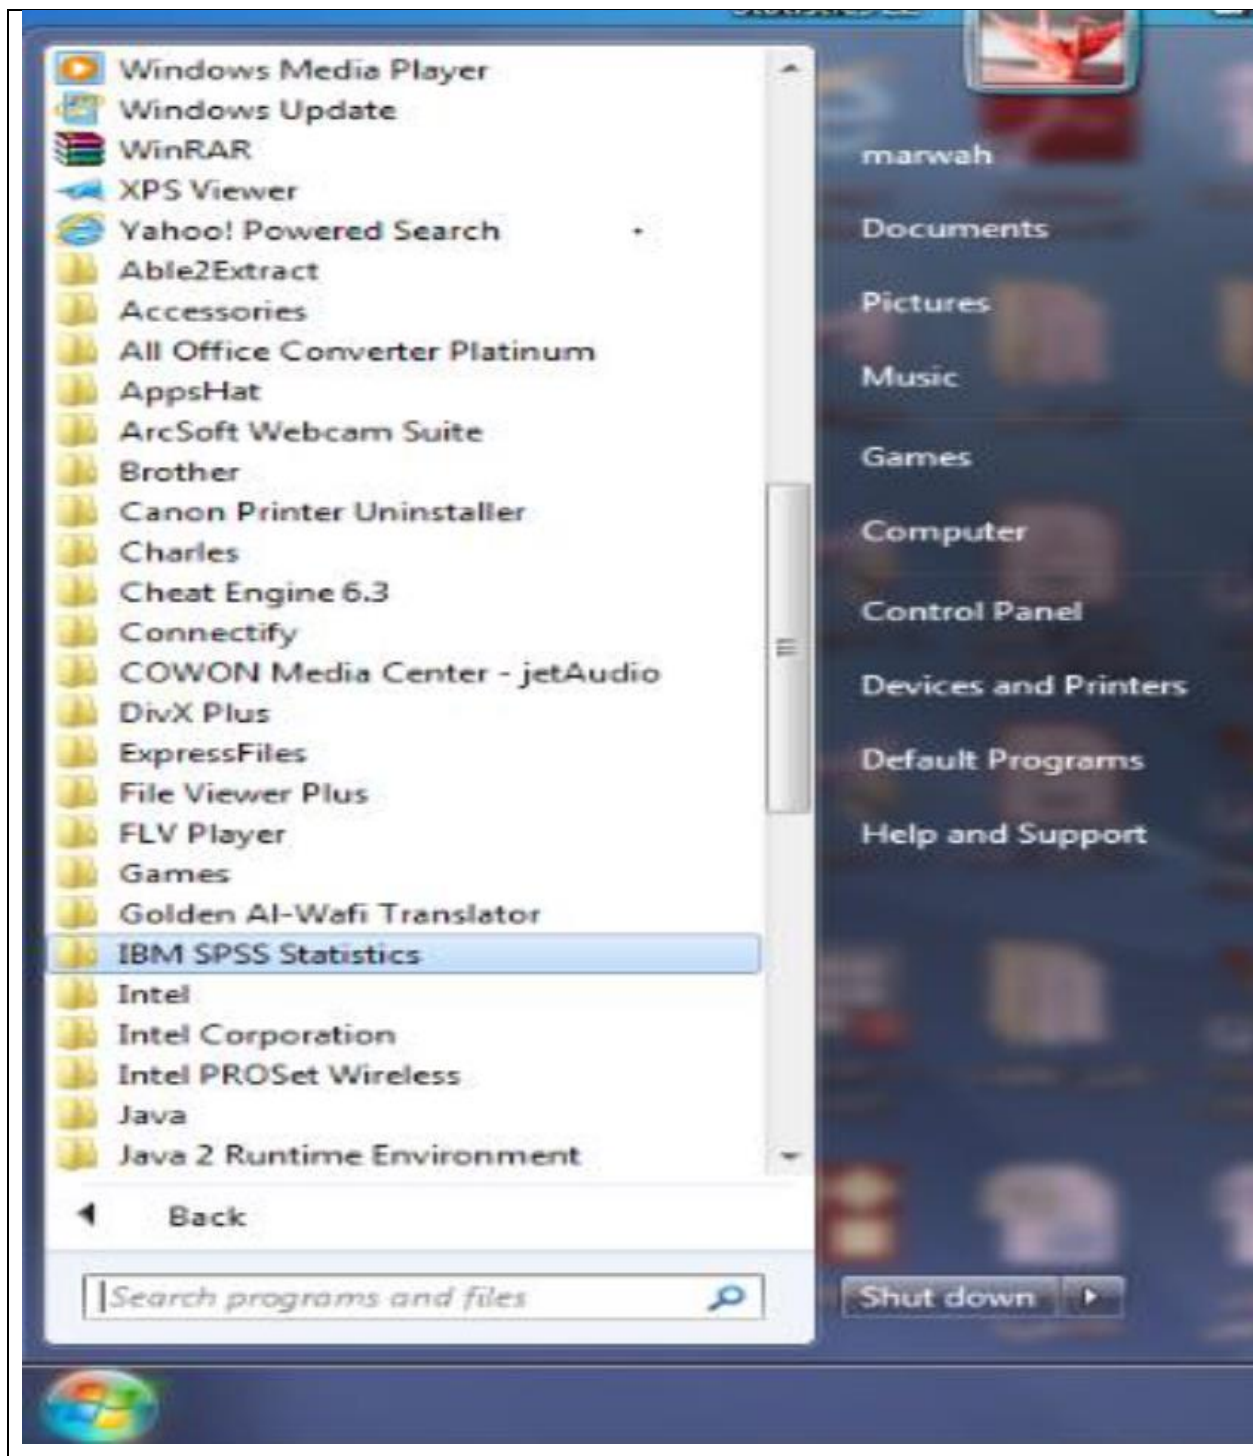 Windows Media Player
Windows Update
WinRAR
XPS Viewer
Yahoo! Powered Search
Able2Extract
Accessories
All Office Converter Platinum
AppsHat
ArcSoft Webcam Suite
Brother
Canon Printer Uninstaller
Charles
Cheat Engine 6.3
Connectify
COWON Media Center - jetAudio
DivX Plus
ExpressFiles
File Viewer Plus
FLV Player
Games
Golden Al-Wafi Translator
IBM SPSS Statistics
Intel
Intel Corporation
Intel PROSet Wireless
Java
Java 2 Runtime Environment
Back
Search programs and files
marwah
Documents
Pictures
Music
Games
Computer
Control Panel
Devices and Printers
Default Programs
Help and Support
Shut down